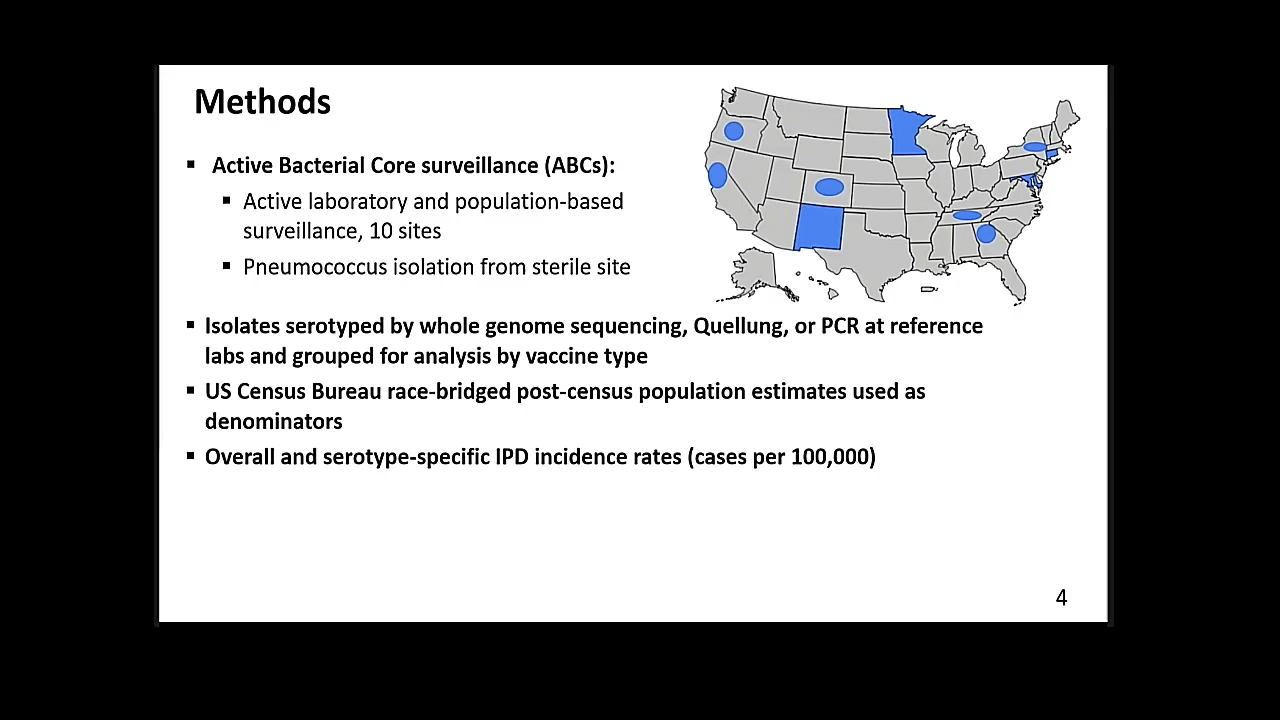 Methods
▪ Active Bacterial Core surveillance (ABCs):
▪ Active laboratory and population-based
surveillance, 10 sites
▪ Pneumococcus isolation from sterile site
▪ Isolates serotyped by whole genome sequencing, Quellung, or PCR at reference
labs and grouped for analysis by vaccine type
▪ US Census Bureau race-bridged post-census population estimates used as
denominators
▪ Overall and serotype-specific IPD incidence rates (cases per 100,000)
4